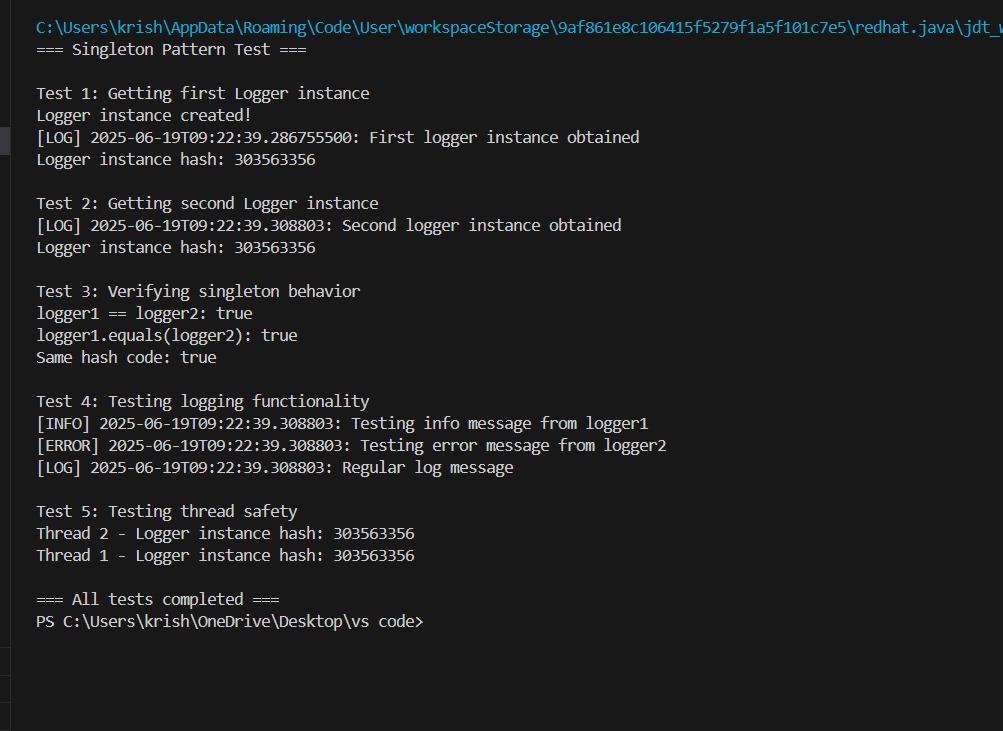 C:\Users\krish\AppData\Roaming\Code\User\workspaceStorage\9af861e8c106415f5279f1a5f101c7e5\redhat.java\jdt_w
=== Singleton Pattern Test ===
Test 1: Getting first Logger instance
Logger instance created!
[LOG] 2025-06-19T09:22:39.286755500: First logger instance obtained
Logger instance hash: 303563356
Test 2: Getting second Logger instance
[LOG] 2025-06-19T09:22:39.308803: Second logger instance obtained
Logger instance hash: 303563356
Test 3: Verifying singleton behavior
logger1 == logger2: true
logger1.equals(logger2): true
Same hash code: true
Test 4: Testing logging functionality
[INFO] 2025-06-19T09:22:39.308803: Testing info message from logger1
[ERROR] 2025-06-19T09:22:39.308803: Testing error message from logger2
[LOG] 2025-06-19T09:22:39.308803: Regular log message
Test 5: Testing thread safety
Thread 2 - Logger instance hash: 303563356
Thread 1 - Logger instance hash: 303563356
=== All tests completed ===
PS C:\Users\krish\OneDrive\Desktop\vs code>